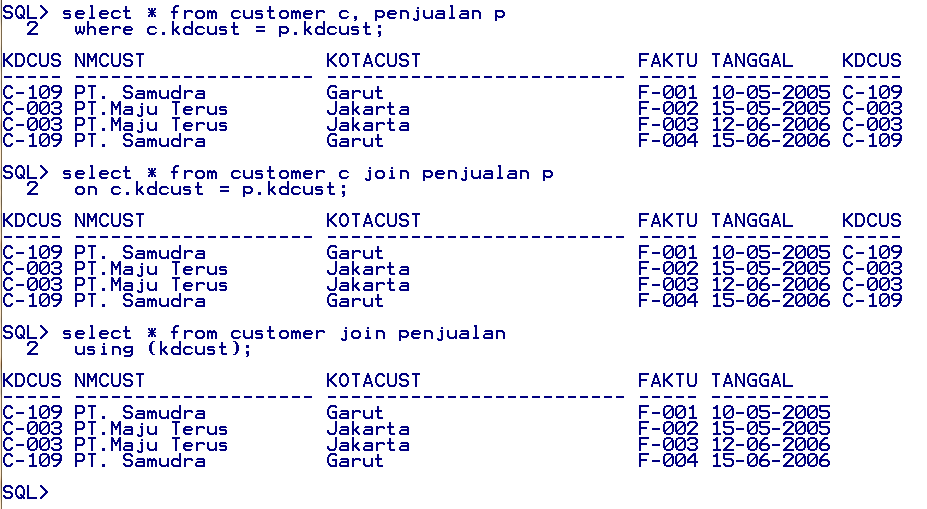 SQL> select * from customer c, penjualan p
  2   where c.kdcust = p.kdcust;
KDCUS NMCUST               KOTACUST                  FAKTU TANGGAL    KDCUS
----- -------------------- ------------------------- ----- ---------- -----
C-109 PT. Samudra          Garut                     F-001 10-05-2005 C-109
C-003 PT.Maju Terus        Jakarta                   F-002 15-05-2005 C-003
C-003 PT.Maju Terus        Jakarta                   F-003 12-06-2006 C-003
C-109 PT. Samudra          Garut                     F-004 15-06-2006 C-109
SQL> select * from customer c join penjualan p
  2   on c.kdcust = p.kdcust;
KDCUS NMCUST               KOTACUST                  FAKTU TANGGAL    KDCUS
----- -------------------- ------------------------- ----- ---------- -----
C-109 PT. Samudra          Garut                     F-001 10-05-2005 C-109
C-003 PT.Maju Terus        Jakarta                   F-002 15-05-2005 C-003
C-003 PT.Maju Terus        Jakarta                   F-003 12-06-2006 C-003
C-109 PT. Samudra          Garut                     F-004 15-06-2006 C-109
SQL> select * from customer join penjualan
  2   using (kdcust);
KDCUS NMCUST               KOTACUST                  FAKTU TANGGAL
----- -------------------- ------------------------- ----- ----------
C-109 PT. Samudra          Garut                     F-001 10-05-2005
C-003 PT.Maju Terus        Jakarta                   F-002 15-05-2005
C-003 PT.Maju Terus        Jakarta                   F-003 12-06-2006
C-109 PT. Samudra          Garut                     F-004 15-06-2006
SQL>